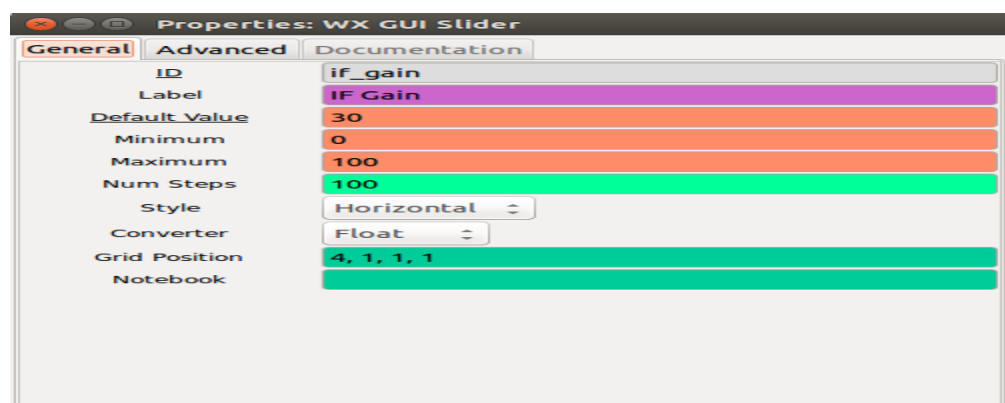 Properties: WX GUI Slider
General Advanced Documentation
ID if_gain
Label IF Gain
Default Value 30
Minimum 0
Maximum 100
Num Steps 100
Style Horizontal
Converter Float
Grid Position 4, 1, 1, 1
Notebook